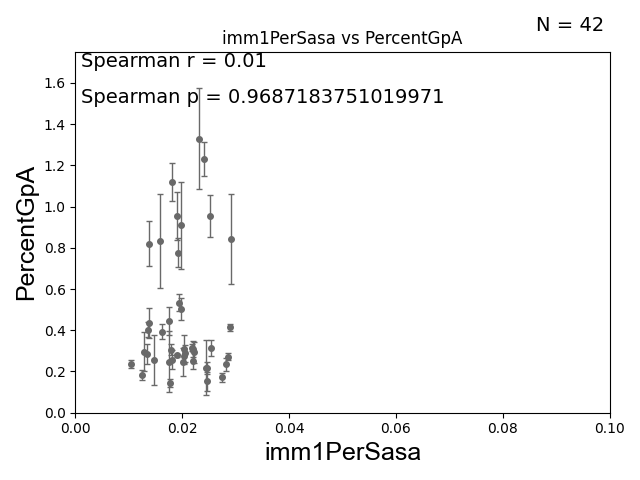 N = 42
imm1PerSasa vs PercentGpA
Spearman r = 0.01
Spearman p = 0.9687183751019971
PercentGpA
1.6
1.4
1.2
1.0
0.8
0.6
0.4
0.2
0.0
0.00 0.02 0.04 0.06 0.08 0.10
imm1PerSasa